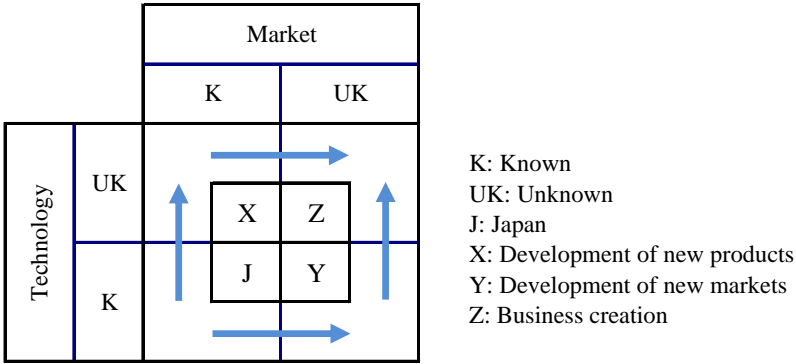 Market
K UK
Technology
UK
X Z
J Y
K
K: Known
UK: Unknown
J: Japan
X: Development of new products
Y: Development of new markets
Z: Business creation